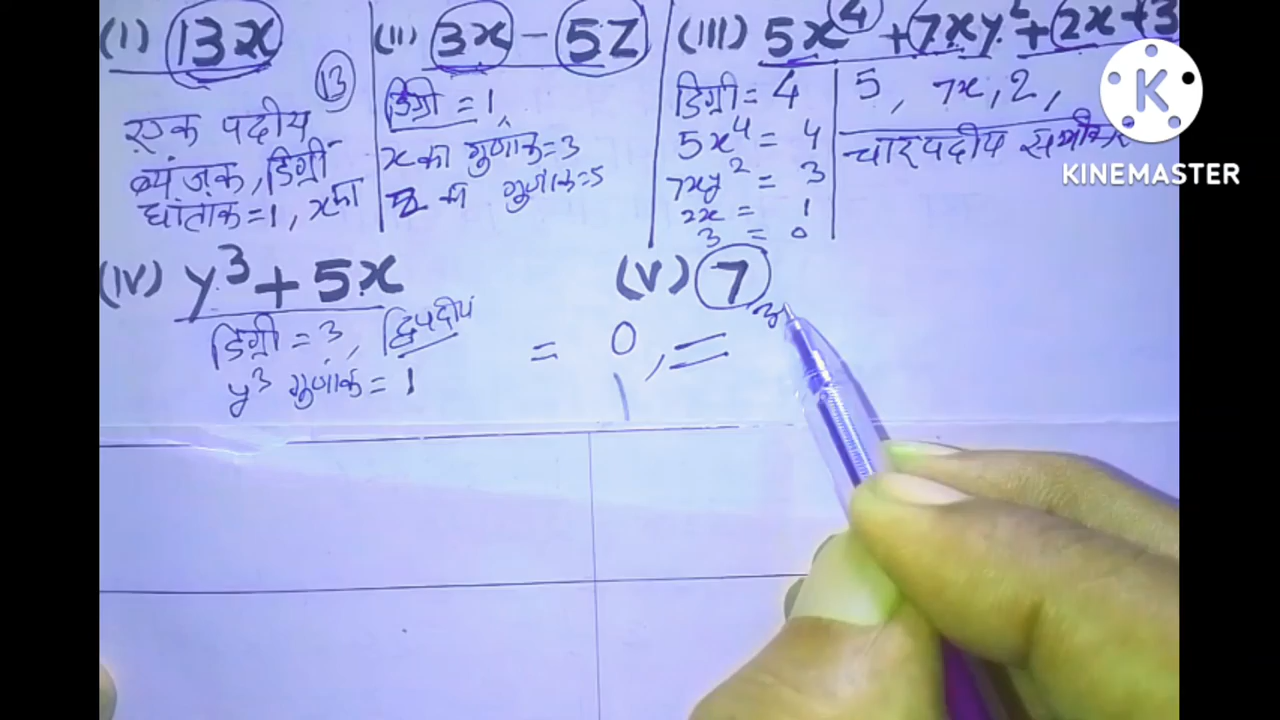 (I) 13x
13
एक पदीय
व्यंजक, डिग्री
घातांक = 1, xका
(II) 3x - 5z
डिग्री = 1,
x का गुणांक = 3
z का गुणांक = 5
(III) 5x⁴ + 7xy² + 2x + 3
डिग्री = 4
5x⁴ = 4
7xy² = 3
2x = 1
3 = 0
5, 7x, 2,
चारपदीय
(IV) y³ + 5x
डिग्री = 3, द्विपदीय
y³ गुणांक = 1
(V) 7
= 0, =
K
KINEMASTER